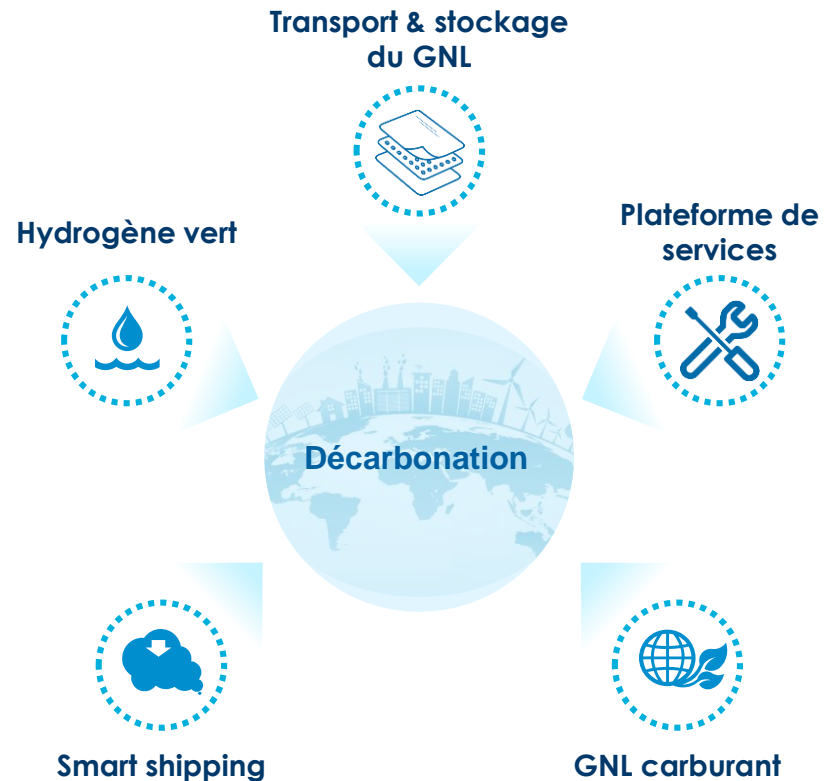 Transport & stockage
du GNL
Hydrogène vert
Plateforme de
services
Décarbonation
Smart shipping
GNL carburant